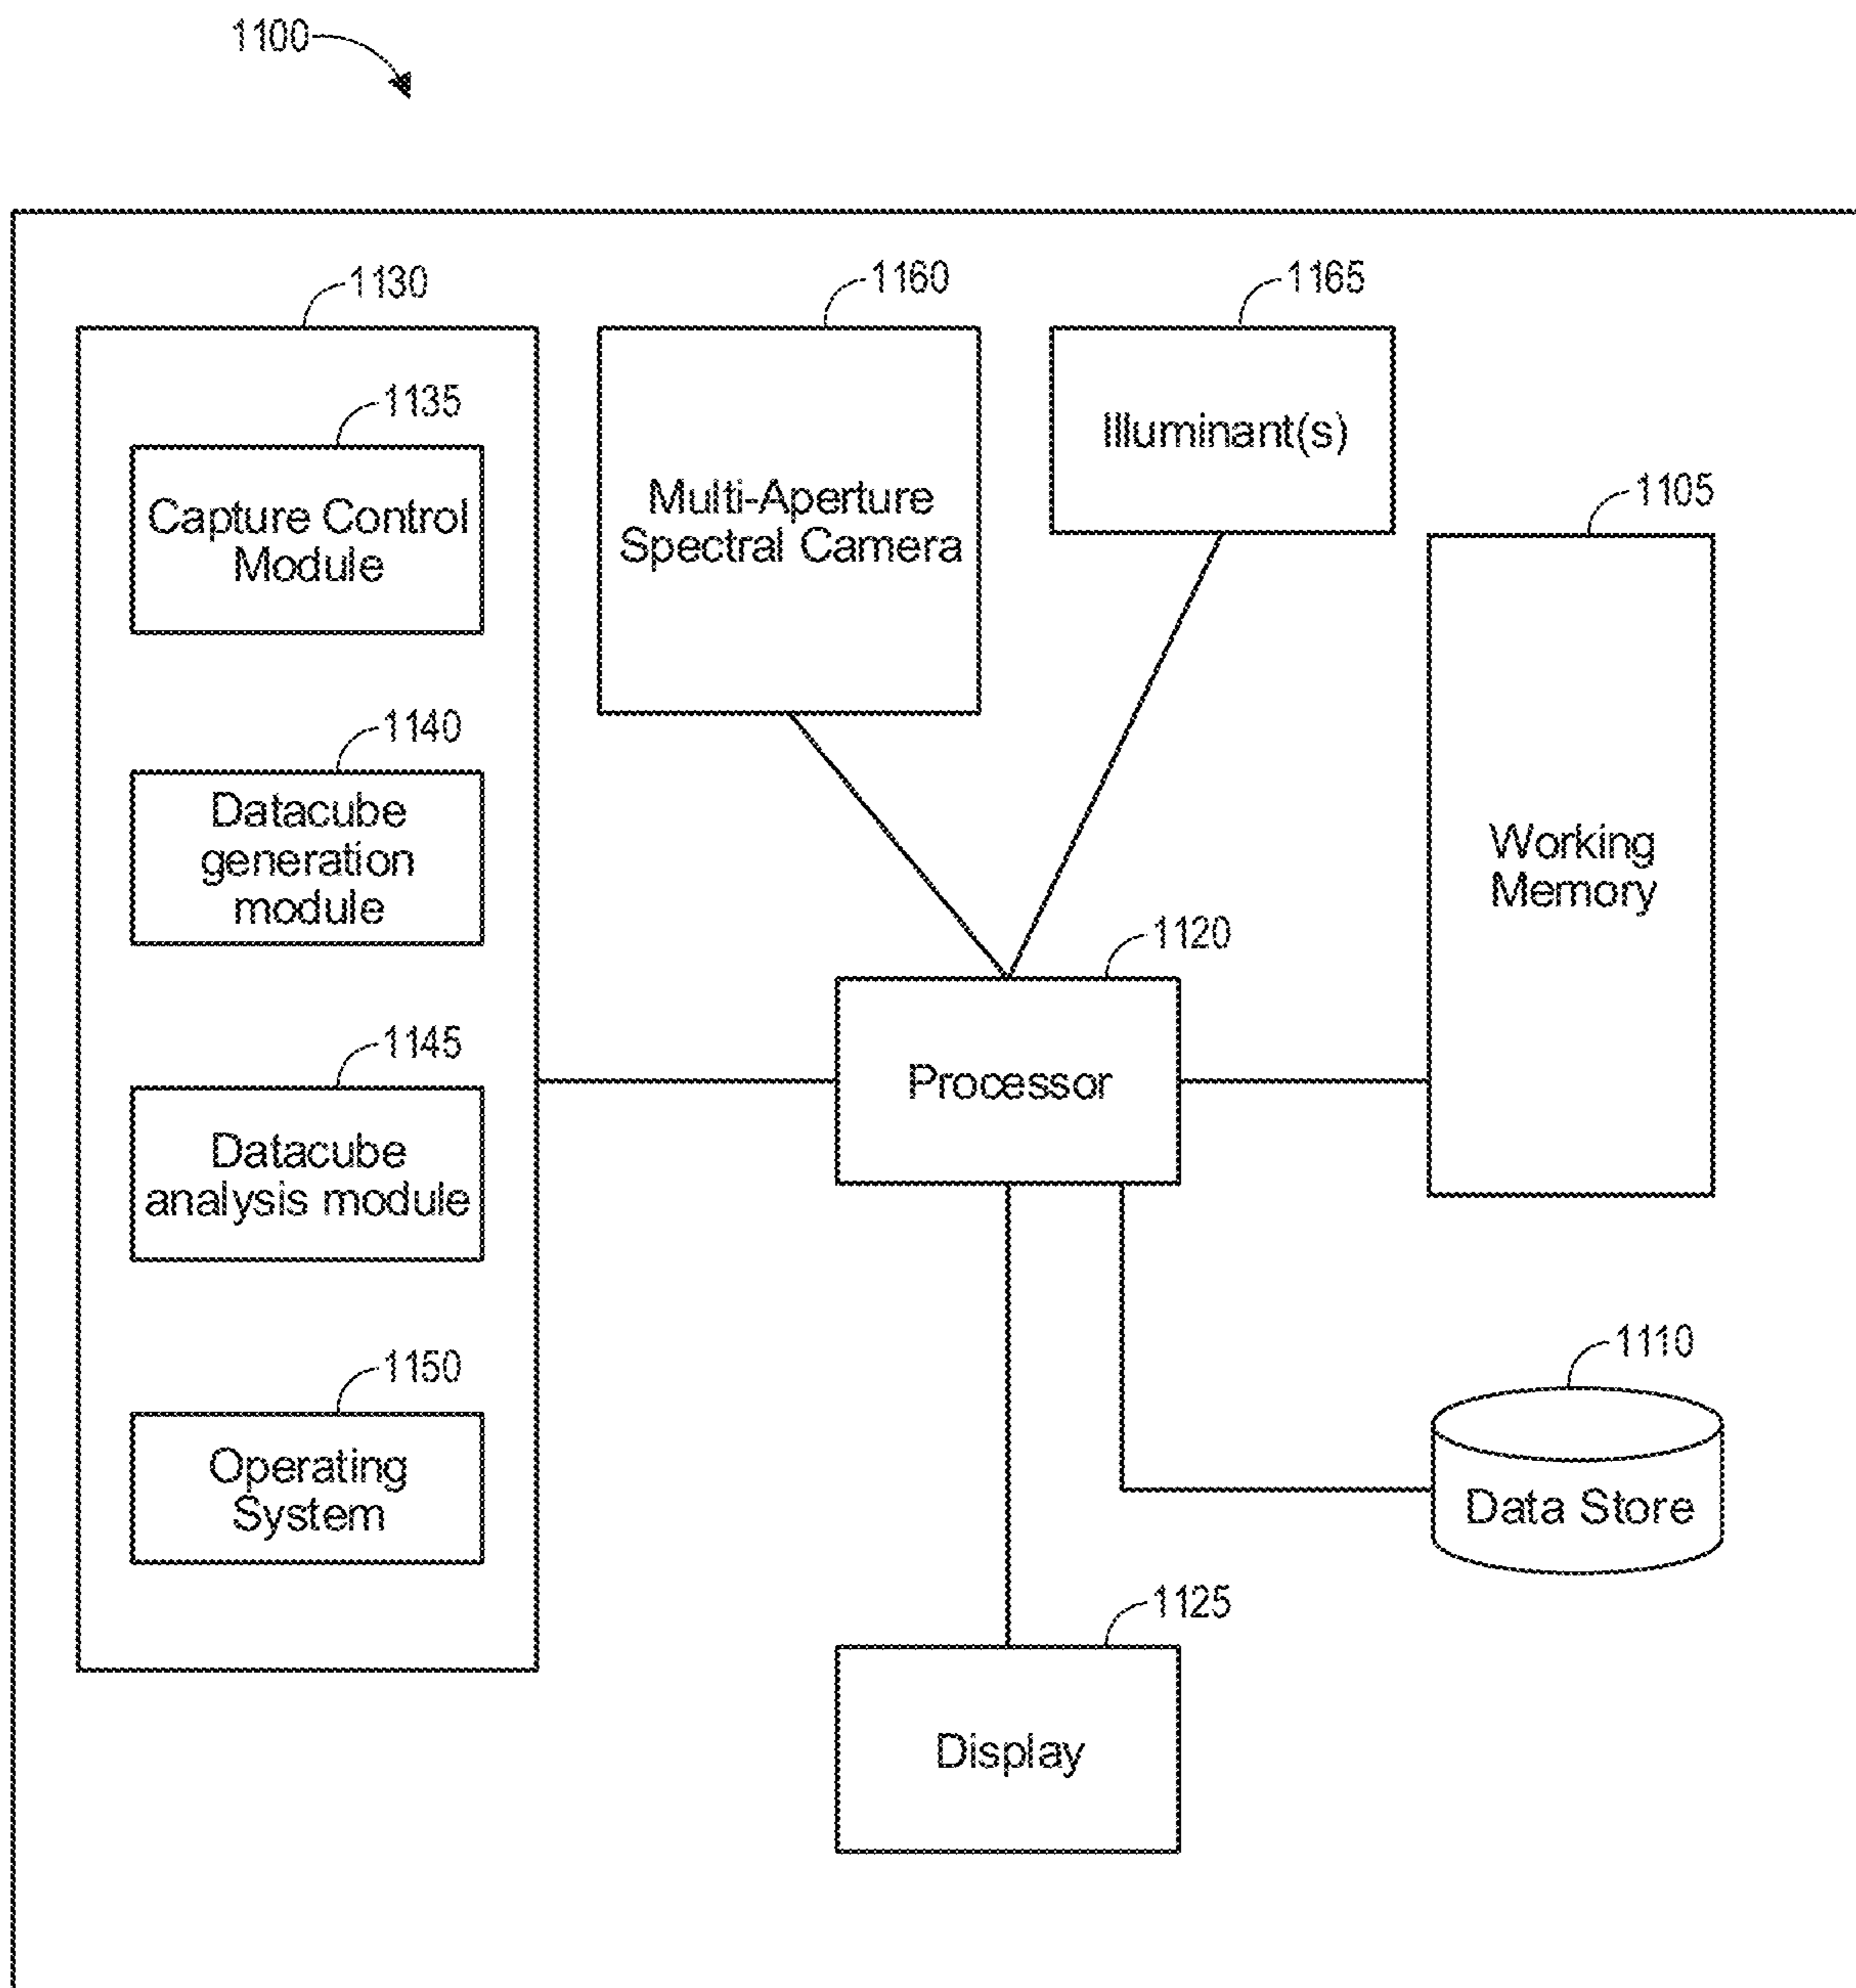 1100
1130
1160
1165
1135
Capture Control
Module
Multi-Aperture
Spectral Camera
Illuminant(s)
1105
1140
Datacube
generation
module
Working
Memory
1120
Processor
1145
Datacube
analysis module
1150
Operating
System
1110
Data Store
1125
Display